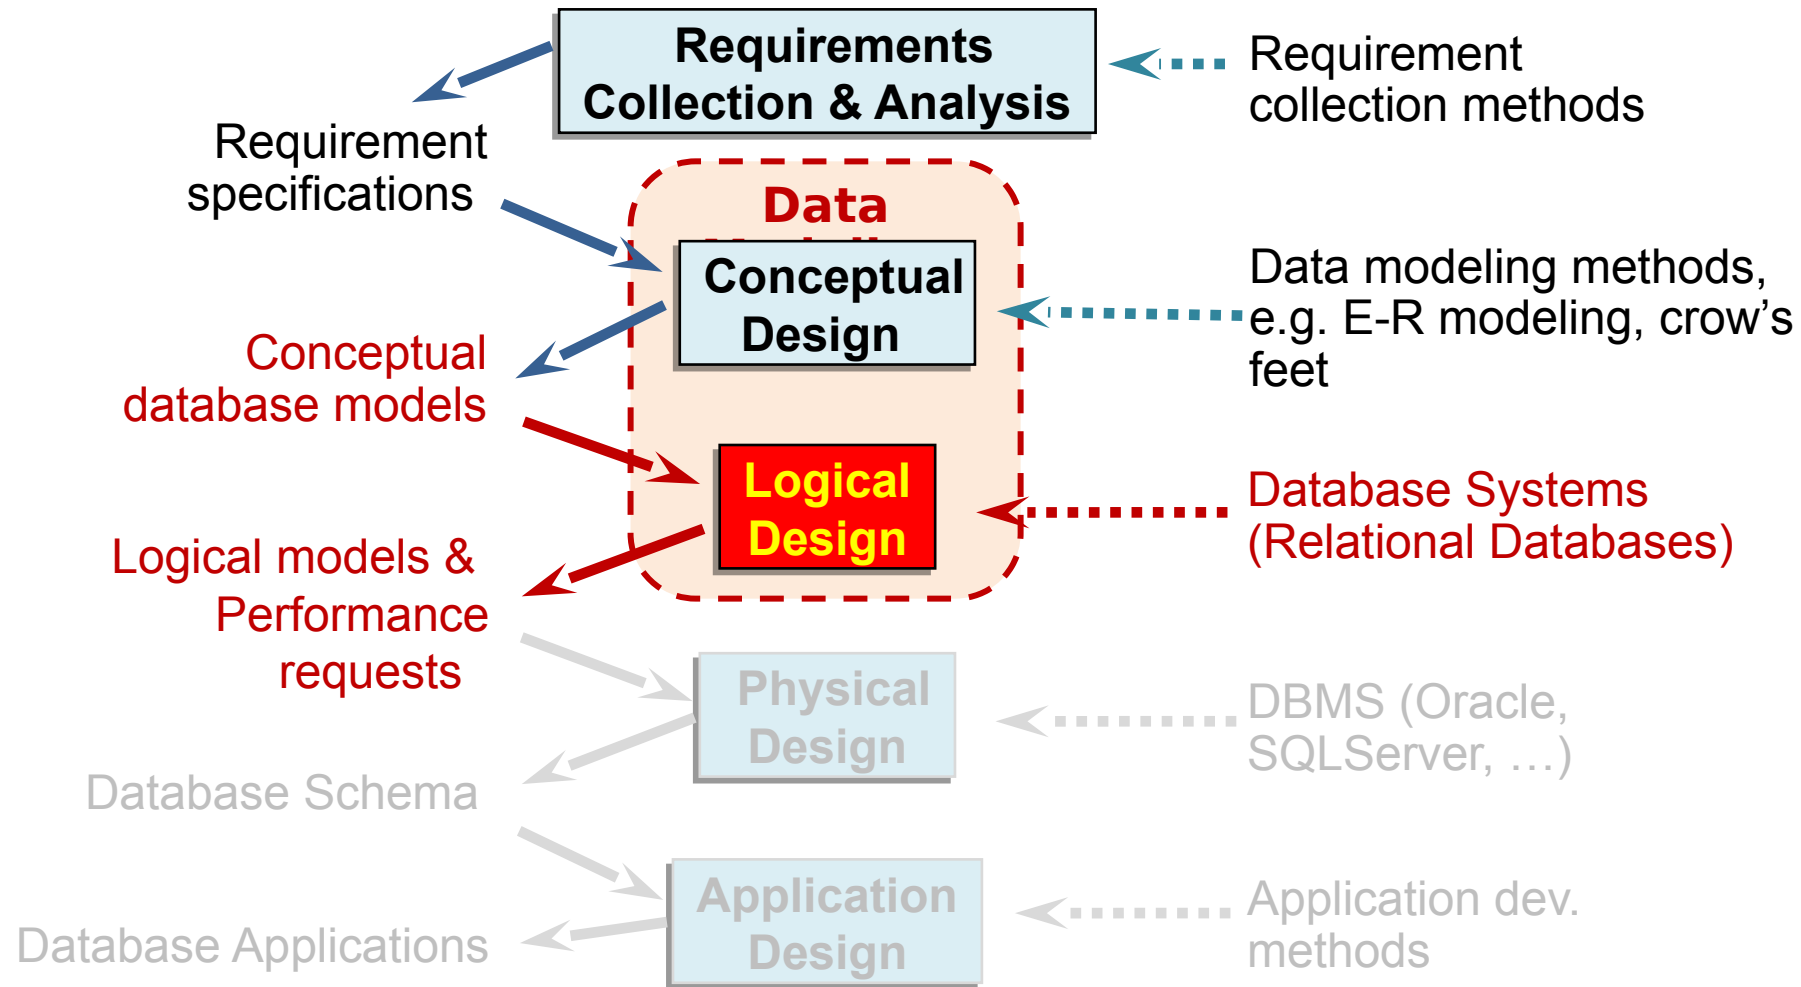 Requirements
Collection & Analysis
Requirement
collection methods
Requirement
specifications
Data
Conceptual
Design
Data modeling methods,
e.g. E-R modeling, crow's
feet
Conceptual
database models
Logical
Design
Database Systems
(Relational Databases)
Logical models &
Performance
requests
Physical
Design
DBMS (Oracle,
SQLServer, …)
Database Schema
Application
Design
Application dev.
methods
Database Applications